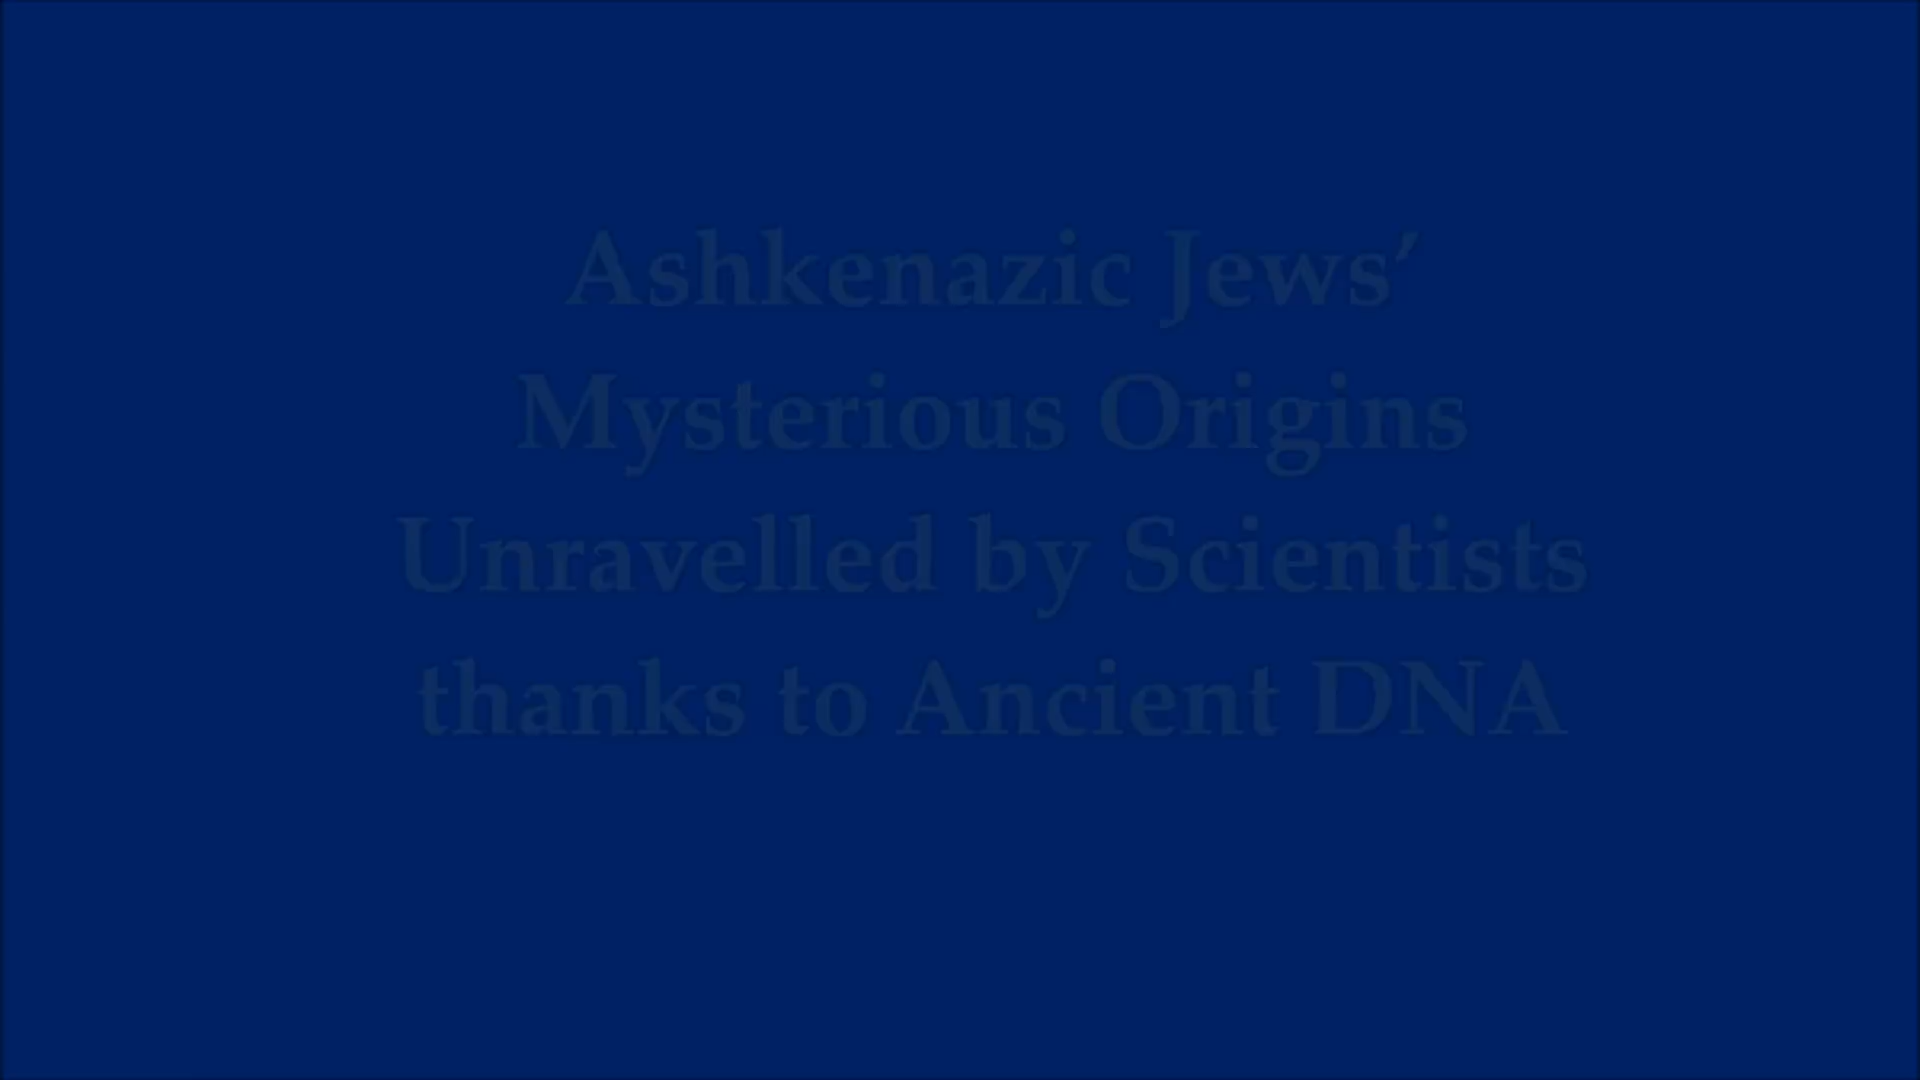 Ashkenazic Jews’
Mysterious Origins
Unravelled by Scientists
thanks to Ancient DNA